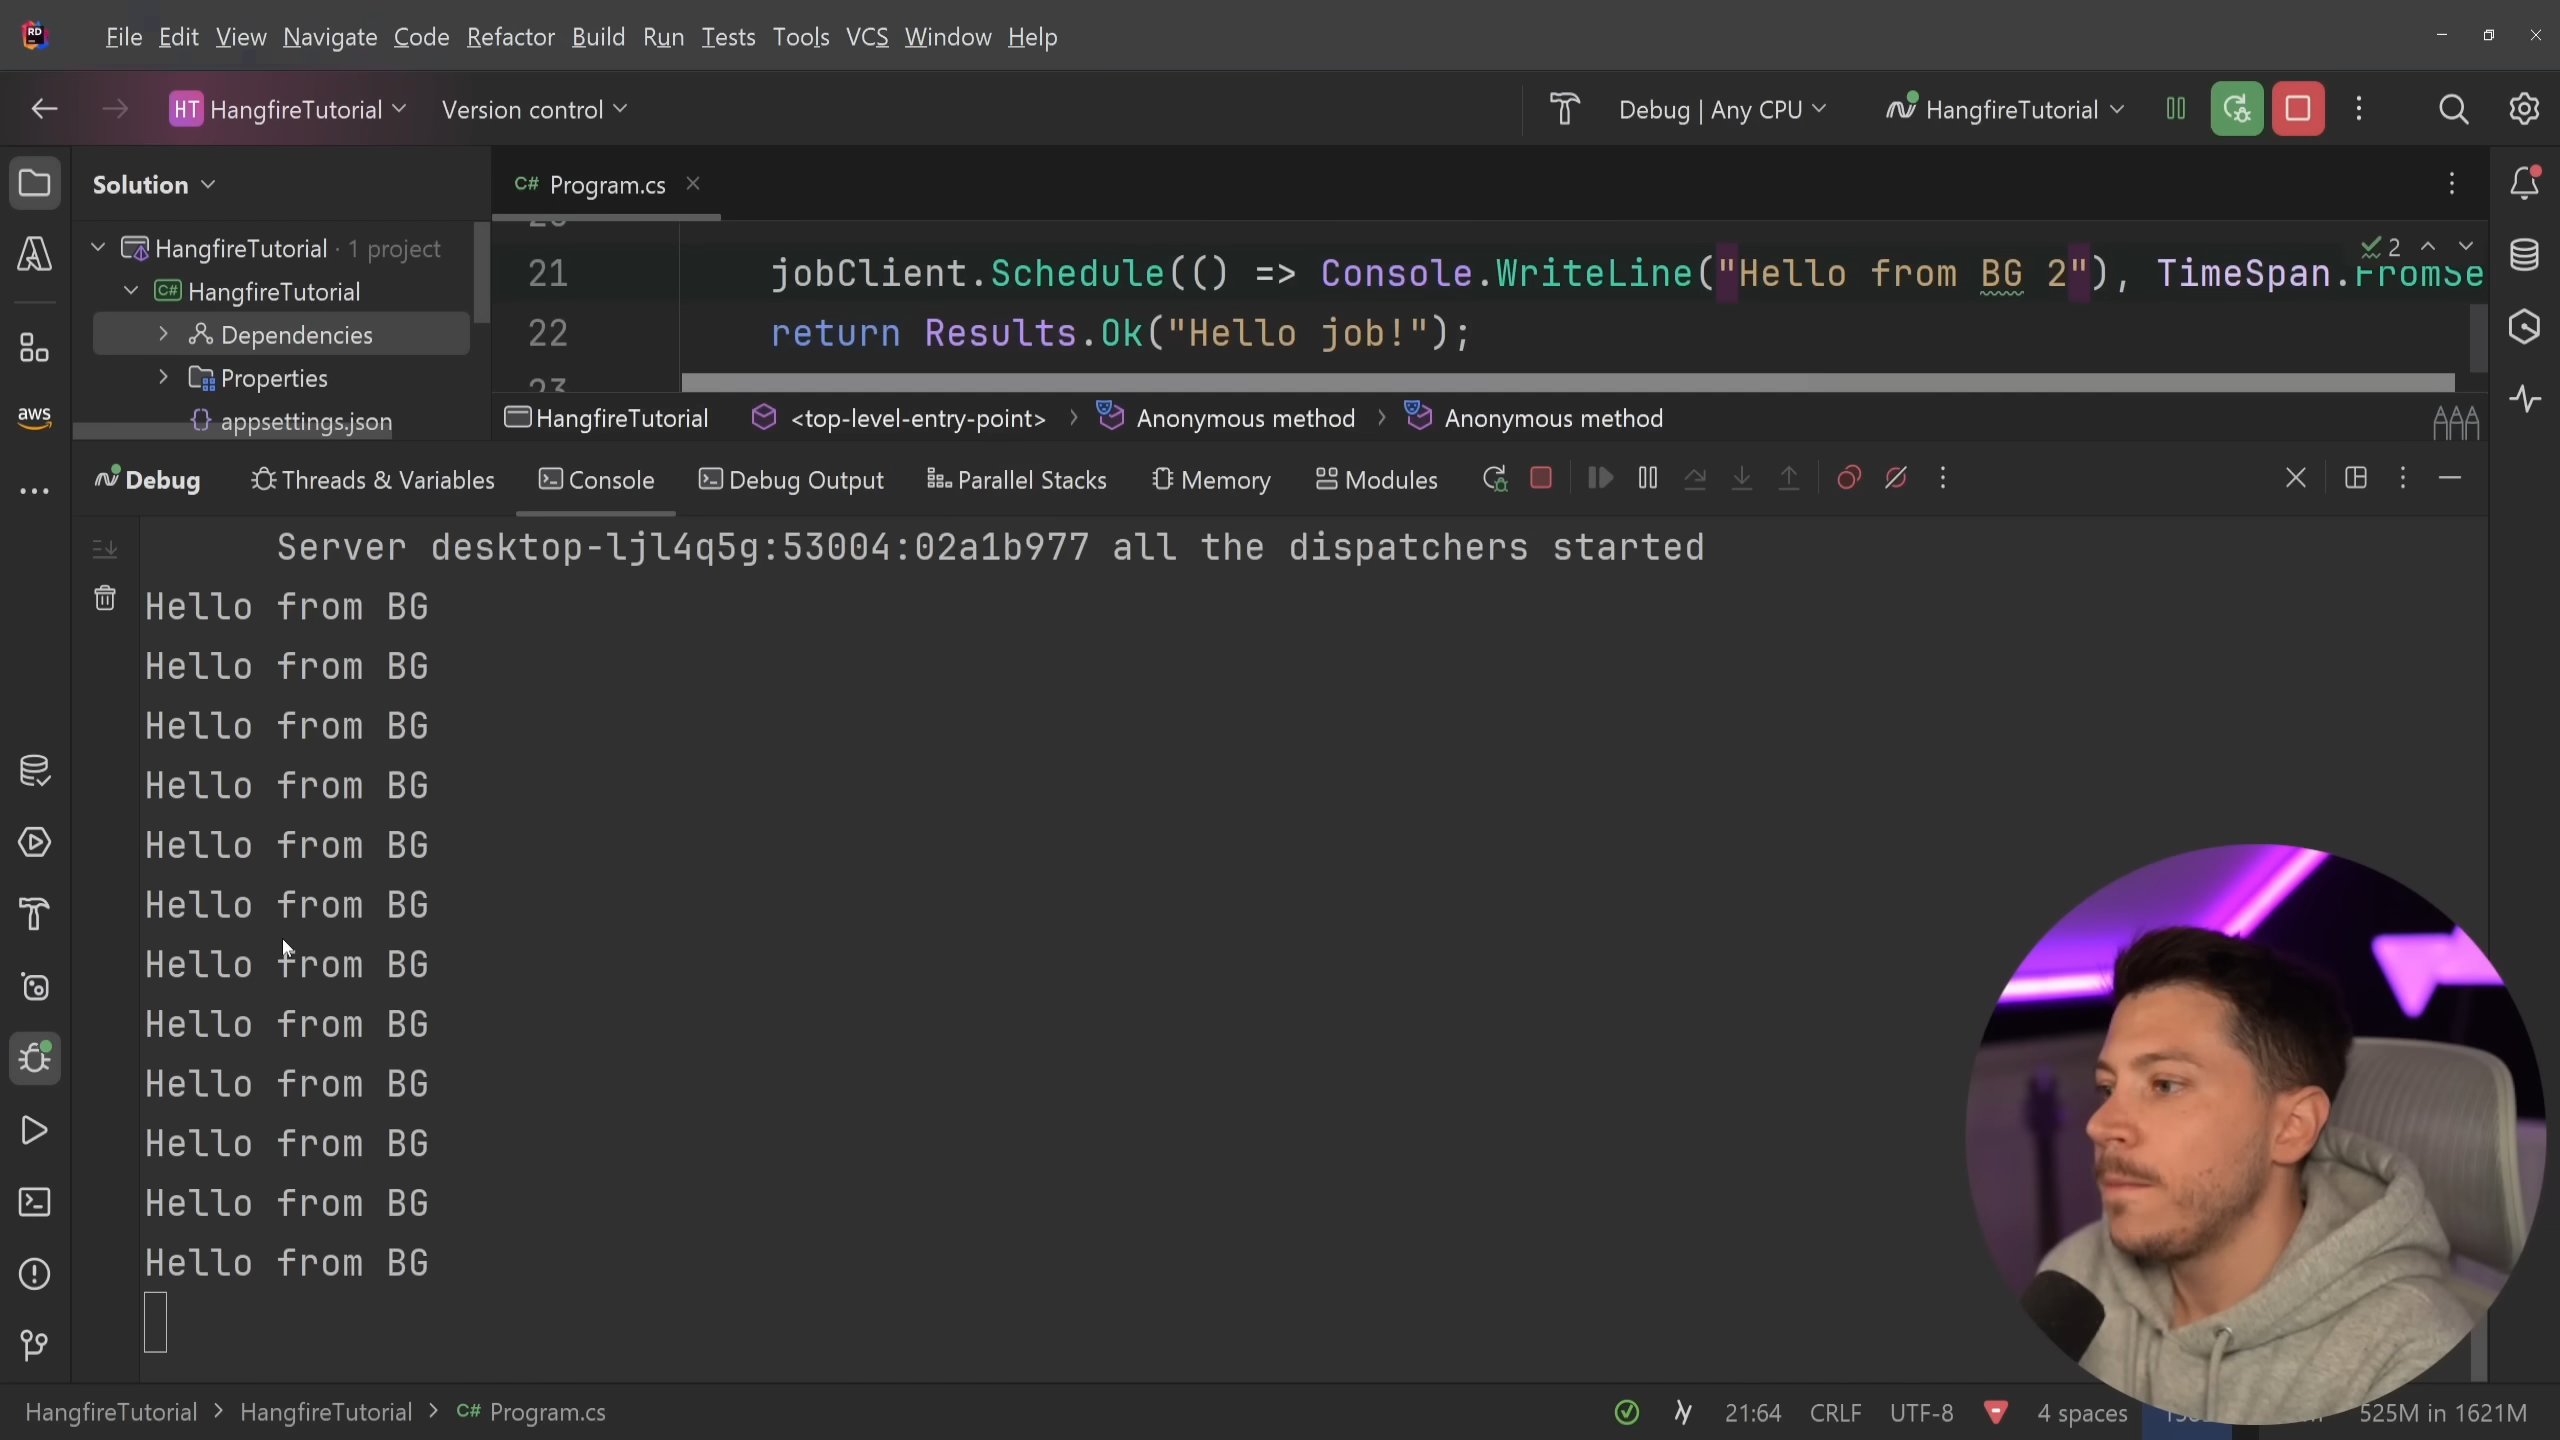 RD File Edit View Navigate Code Refactor Build Run Tests Tools VCS Window Help
HT HangfireTutorial Version control Debug | Any CPU HangfireTutorial
Solution
C# Program.cs
HangfireTutorial · 1 project
C# HangfireTutorial
Dependencies
Properties
{} appsettings.json
aws
21 jobClient.Schedule(() => Console.WriteLine("Hello from BG 2"), TimeSpan.FromSe
2
22 return Results.Ok("Hello job!");
23
HangfireTutorial <top-level-entry-point> Anonymous method Anonymous method
Debug Threads & Variables Console Debug Output Parallel Stacks Memory Modules
Server desktop-ljl4q5g:53004:02a1b977 all the dispatchers started
Hello from BG
Hello from BG
Hello from BG
Hello from BG
Hello from BG
Hello from BG
Hello from BG
Hello from BG
Hello from BG
Hello from BG
Hello from BG
Hello from BG
HangfireTutorial HangfireTutorial C# Program.cs 21:64 CRLF UTF-8 4 spaces 525M in 1621M